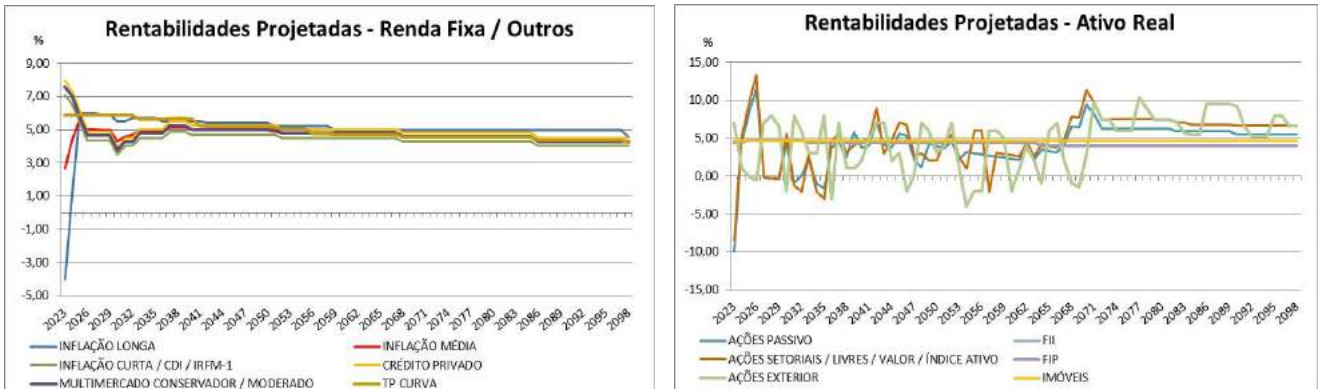 Rentabilidades Projetadas - Renda Fixa / Outros
%
9,00
7,00
5,00
3,00
1,00
-1,00
-3,00
-5,00
2023 2026 2029 2032 2035 2038 2041 2044 2047 2050 2053 2056 2059 2062 2065 2068 2071 2074 2077 2080 2083 2086 2089 2092 2095 2098
INFLAÇÃO LONGA
INFLAÇÃO MÉDIA
INFLAÇÃO CURTA / CDI / IRFM-1
CRÉDITO PRIVADO
MULTIMERCADO CONSERVADOR / MODERADO
TP CURVA
Rentabilidades Projetadas - Ativo Real
%
15,00
10,00
5,00
0,00
-5,00
-10,00
-15,00
2023 2026 2029 2032 2035 2038 2041 2044 2047 2050 2053 2056 2059 2062 2065 2068 2071 2074 2077 2080 2083 2086 2089 2092 2095 2098
AÇÕES PASSIVO
FII
AÇÕES SETORIAIS / LIVRES / VALOR / ÍNDICE ATIVO
FIP
AÇÕES EXTERIOR
IMÓVEIS